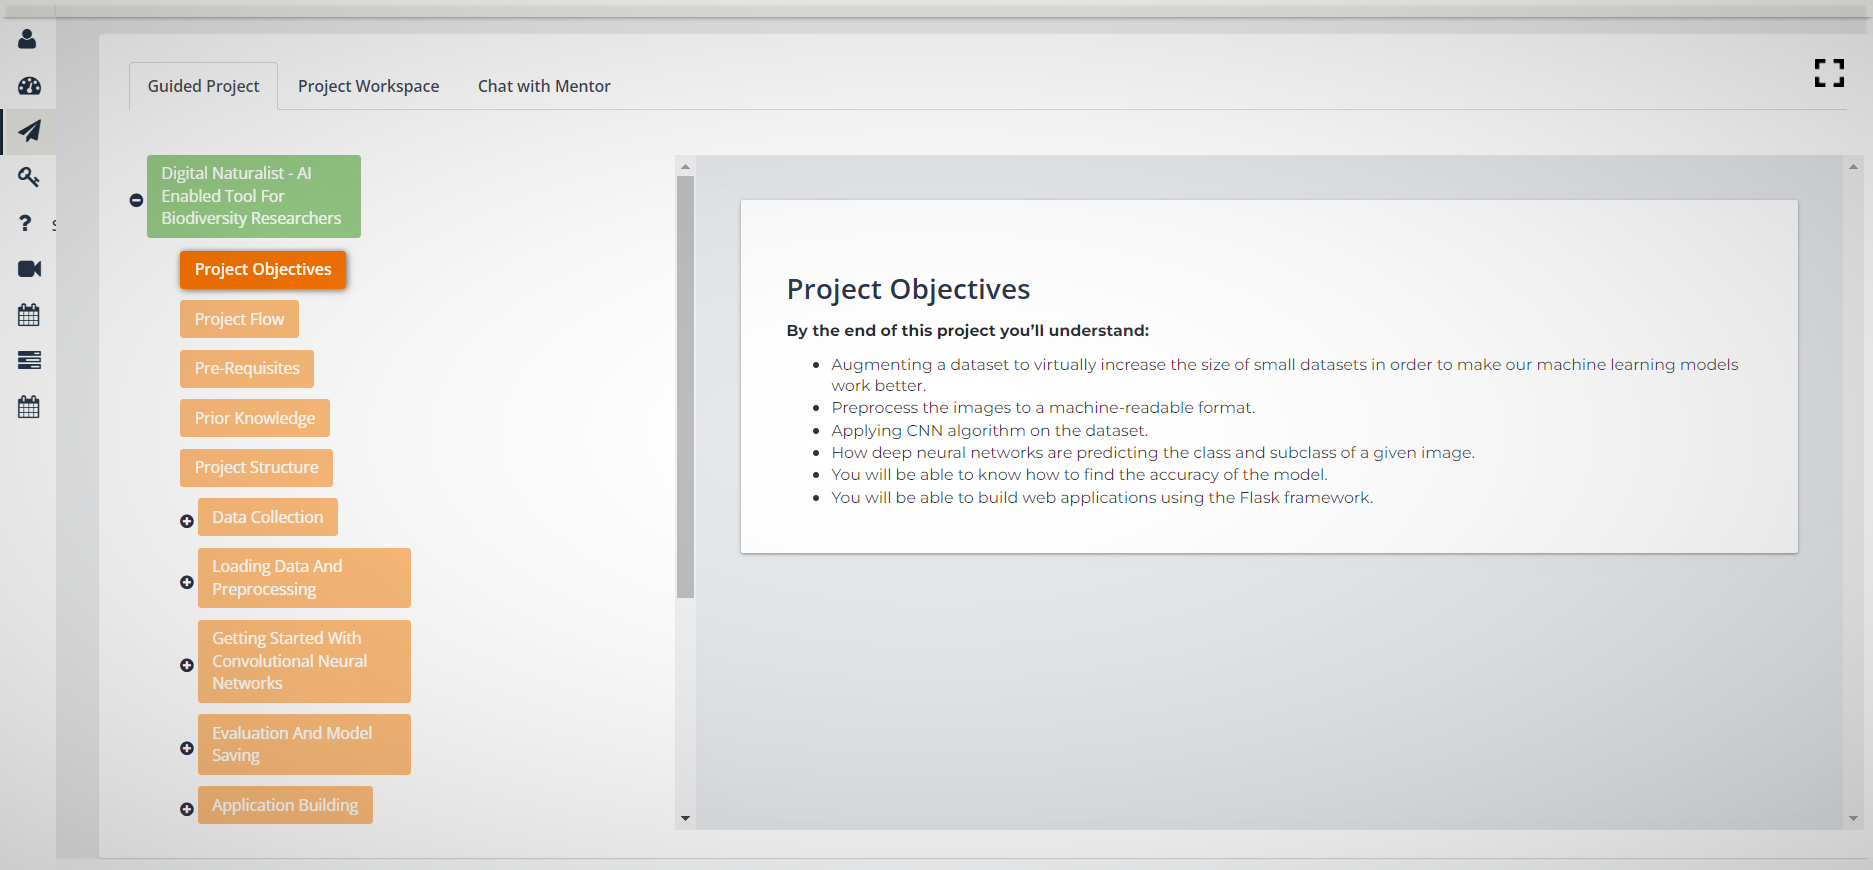 Guided Project
Project Workspace
Chat with Mentor
Digital Naturalist - AI
Enabled Tool For
Biodiversity Researchers
Project Objectives
Project Flow
Pre-Requisites
Prior Knowledge
Project Structure
Data Collection
Loading Data And
Preprocessing
Getting Started With
Convolutional Neural
Networks
Evaluation And Model
Saving
Application Building
Project Objectives
By the end of this project you’ll understand:
Augmenting a dataset to virtually increase the size of small datasets in order to make our machine learning models
work better.
Preprocess the images to a machine-readable format.
Applying CNN algorithm on the dataset.
How deep neural networks are predicting the class and subclass of a given image.
You will be able to know how to find the accuracy of the model.
You will be able to build web applications using the Flask framework.